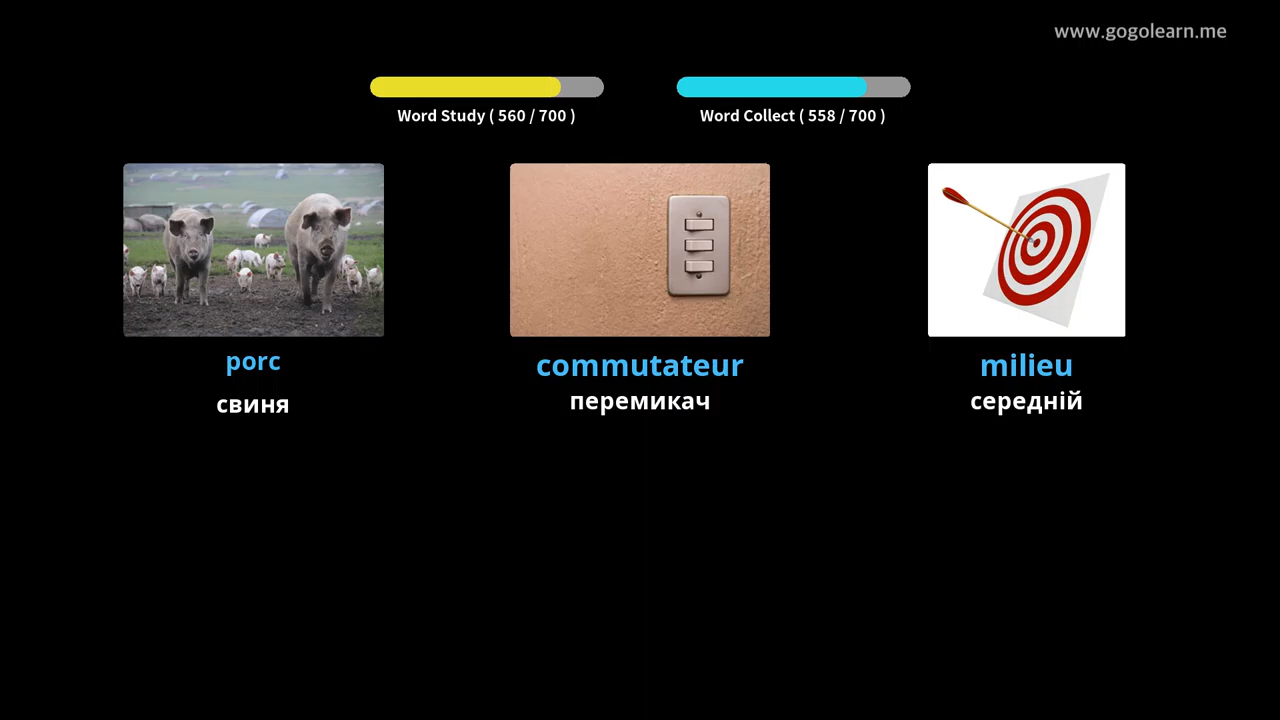 www.gogolearn.me
Word Study ( 560 / 700 )
Word Collect ( 558 / 700 )
porc
свиня
commutateur
перемикач
milieu
середній